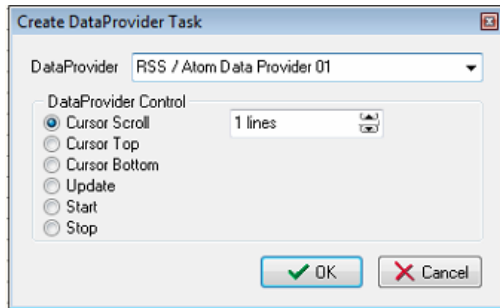 Create DataProvider Task
DataProvider RSS / Atom Data Provider 01
DataProvider Control
Cursor Scroll 1 lines
Cursor Top
Cursor Bottom
Update
Start
Stop
OK Cancel